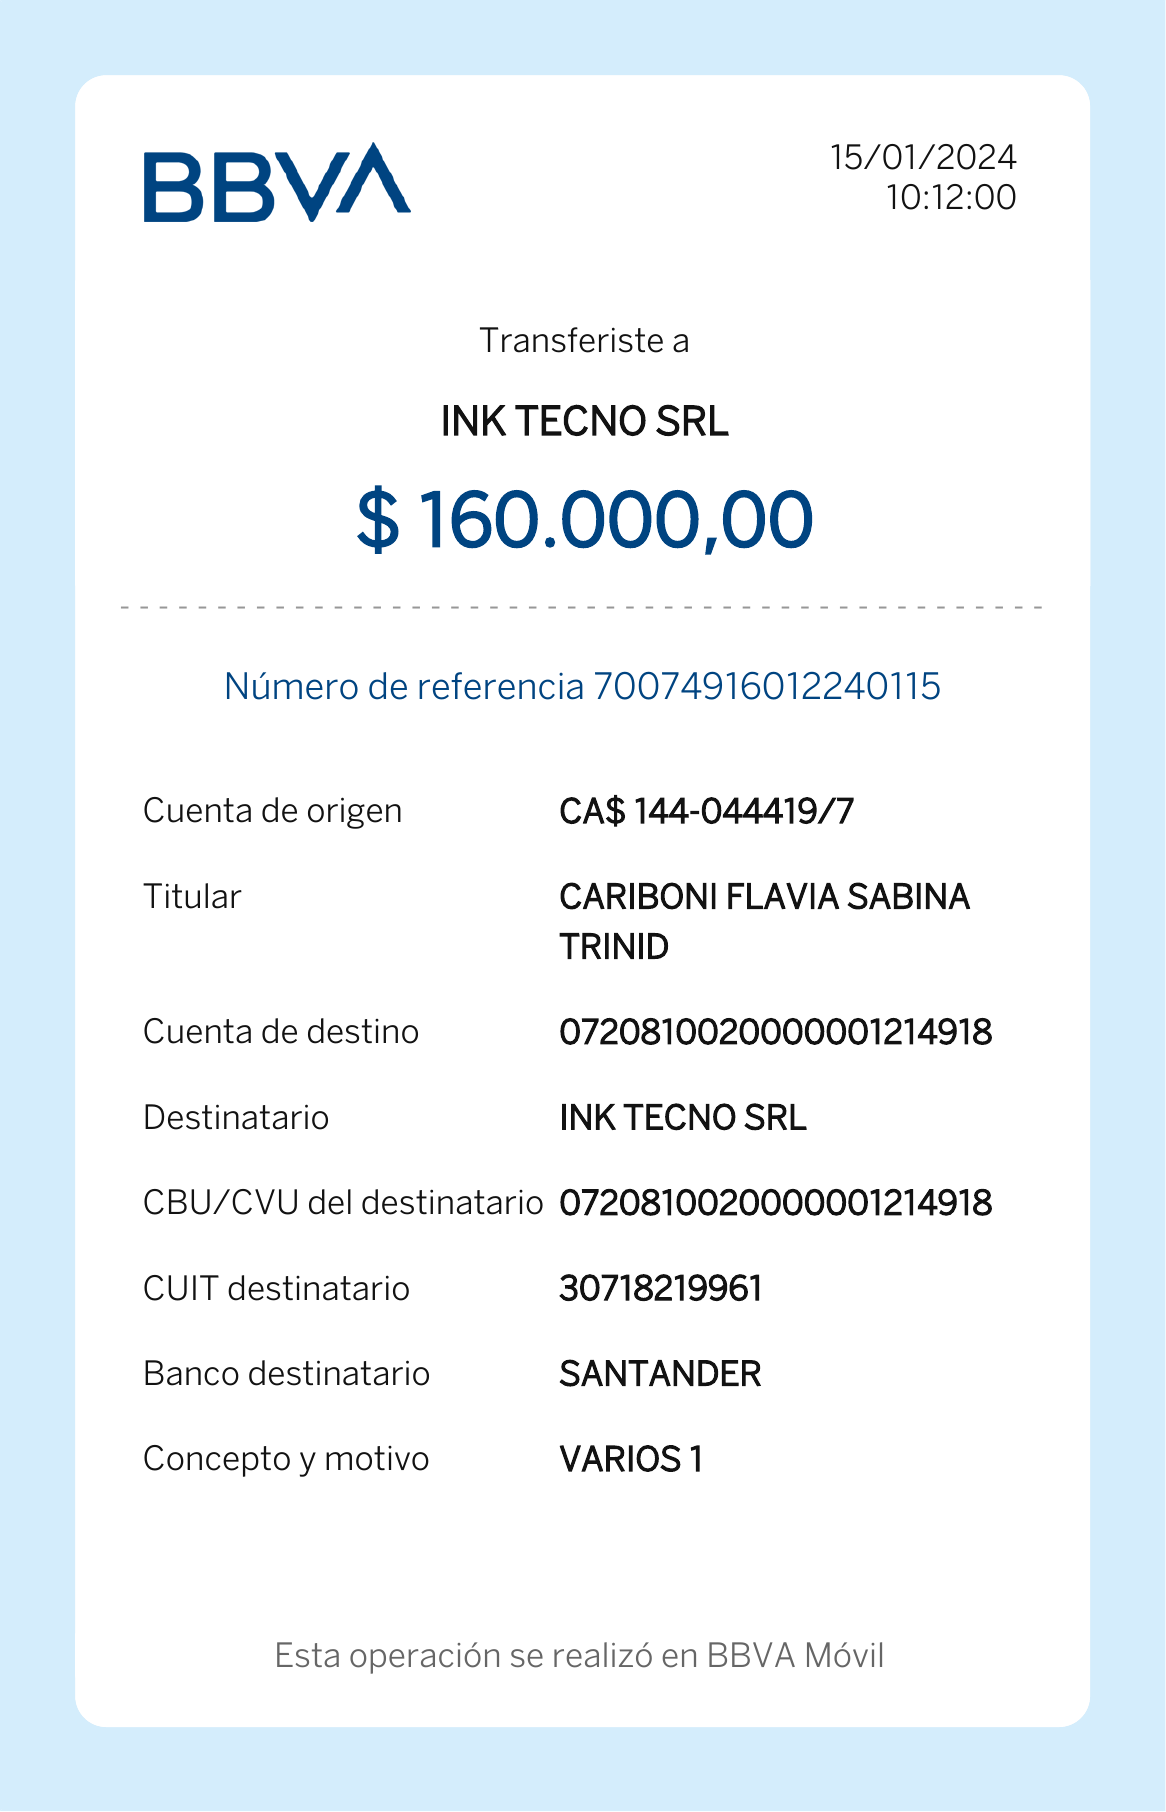 BBVA
15/01/2024
10:12:00
Transferiste a
INK TECNO SRL
$ 160.000,00
Número de referencia 70074916012240115
Cuenta de origen CA$ 144-044419/7
Titular CARIBONI FLAVIA SABINA
TRINID
Cuenta de destino 0720810020000001214918
Destinatario INK TECNO SRL
CBU/CVU del destinatario 0720810020000001214918
CUIT destinatario 30718219961
Banco destinatario SANTANDER
Concepto y motivo VARIOS 1
Esta operación se realizó en BBVA Móvil